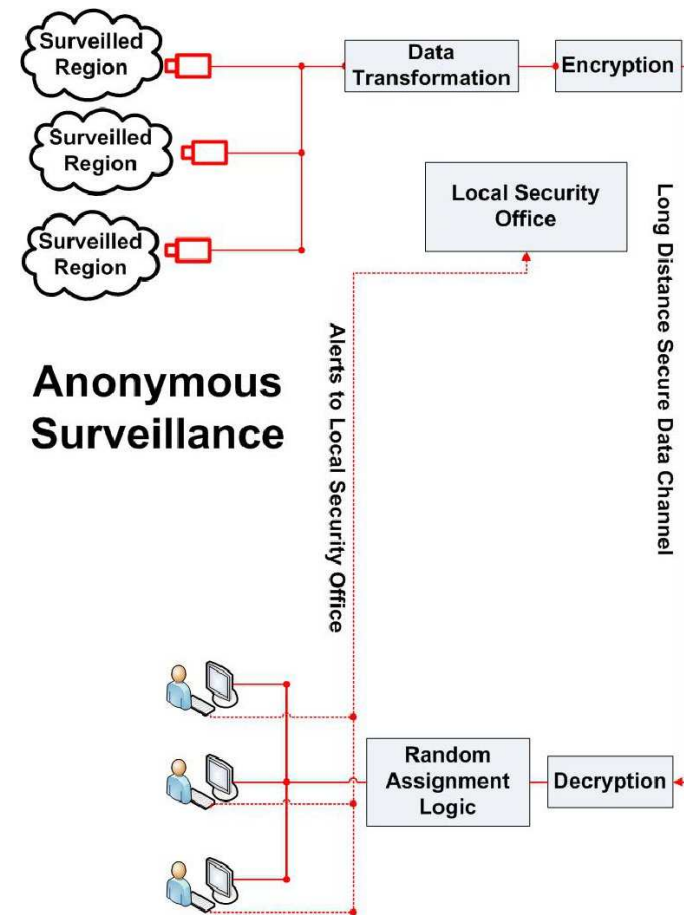 Surveilled
Region
Data
Transformation
Encryption
Surveilled
Region
Local Security
Office
Surveilled
Region
Long Distance Secure Data Channel
Alerts to Local Security Office
Anonymous
Surveillance
Random
Assignment
Logic
Decryption